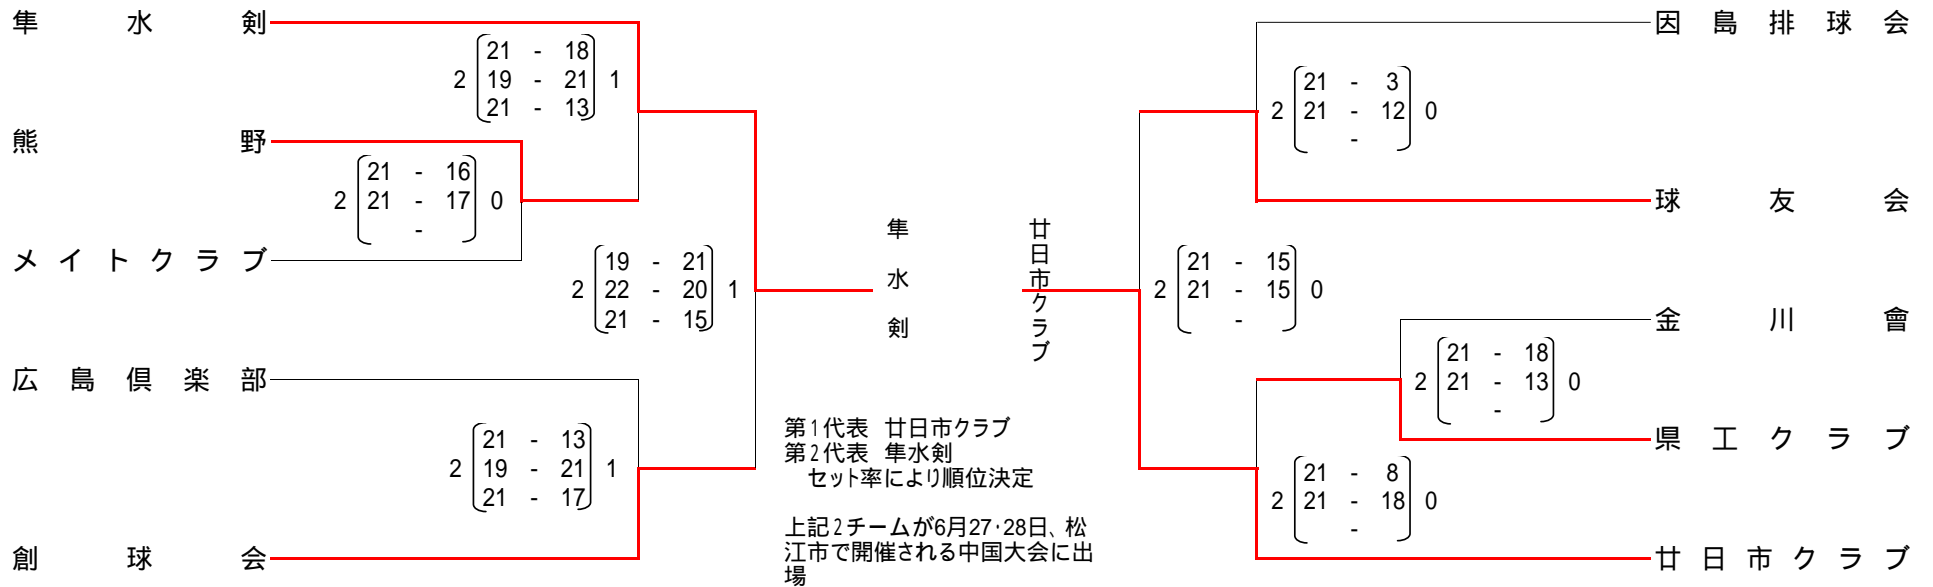 隼水剣
2 21 - 18 1
19 - 21
21 - 13
熊野
2 21 - 16 0
21 - 17
-
メイトクラブ
2 19 - 21 1
22 - 20
21 - 15
広島倶楽部
2 21 - 13 1
19 - 21
21 - 17
創球会
隼水剣
廿日市クラブ
第1代表 廿日市クラブ
第2代表 隼水剣
セット率により順位決定
上記2チームが6月27・28日、松
江市で開催される中国大会に出
場
因島排球会
2 21 - 3 0
21 - 12
-
球友会
2 21 - 15 0
21 - 15
-
金川會
2 21 - 18 0
21 - 13
-
県工クラブ
2 21 - 8 0
21 - 18
-
廿日市クラブ